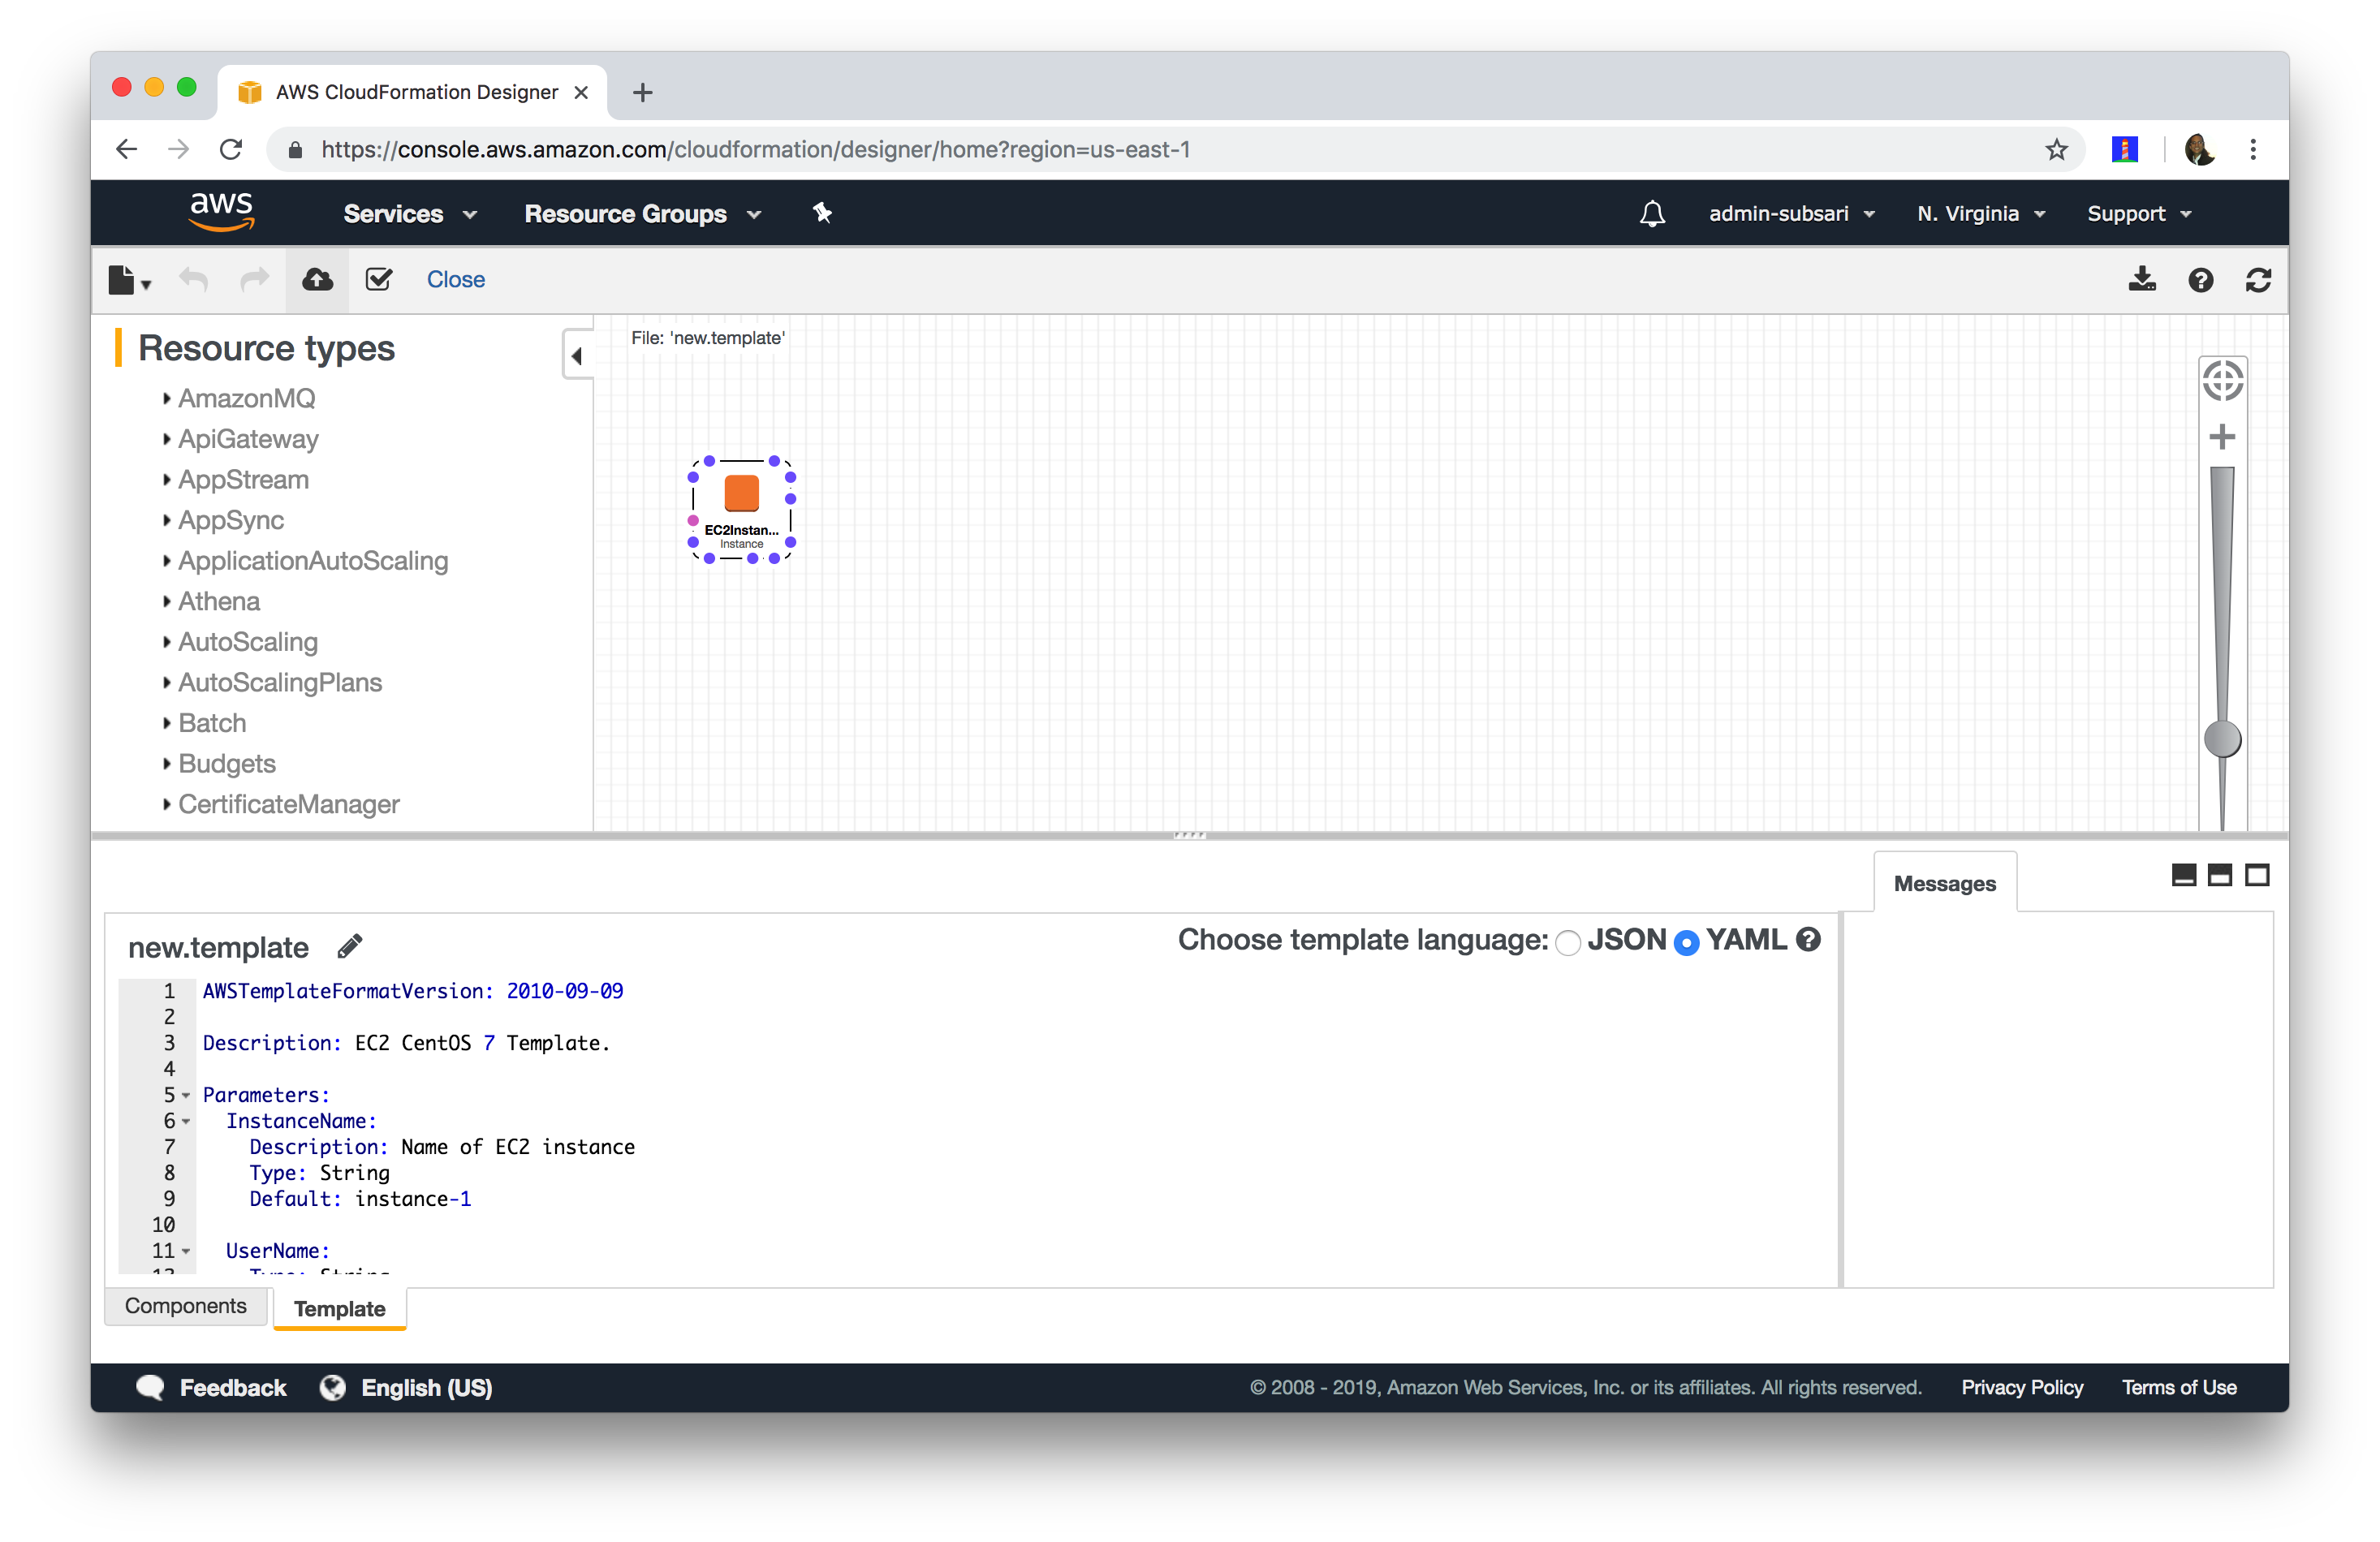 AWS CloudFormation Designer
https://console.aws.amazon.com/cloudformation/designer/home?region=us-east-1
aws
Services
Resource Groups
admin-subsari
N. Virginia
Support
Close
Resource types
AmazonMQ
ApiGateway
AppStream
AppSync
ApplicationAutoScaling
Athena
AutoScaling
AutoScalingPlans
Batch
Budgets
CertificateManager
File: 'new.template'
EC2Instan...
Instance
Messages
new.template
Choose template language: JSON YAML
1 AWSTemplateFormatVersion: 2010-09-09
2
3 Description: EC2 CentOS 7 Template.
4
5 Parameters:
6 InstanceName:
7 Description: Name of EC2 instance
8 Type: String
9 Default: instance-1
10
11 UserName:
12 Type: String
Components
Template
Feedback
English (US)
© 2008 - 2019, Amazon Web Services, Inc. or its affiliates. All rights reserved.
Privacy Policy
Terms of Use